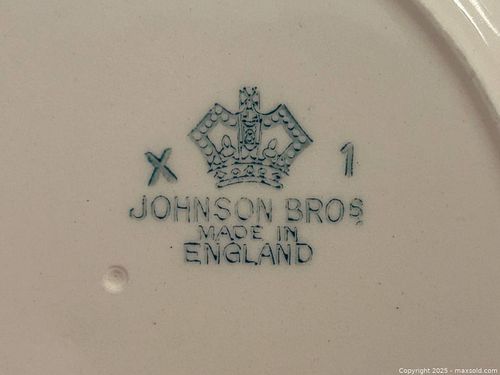 X 1
JOHNSON BROS
MADE IN
ENGLAND
Copyright 2025 - maxsold.com